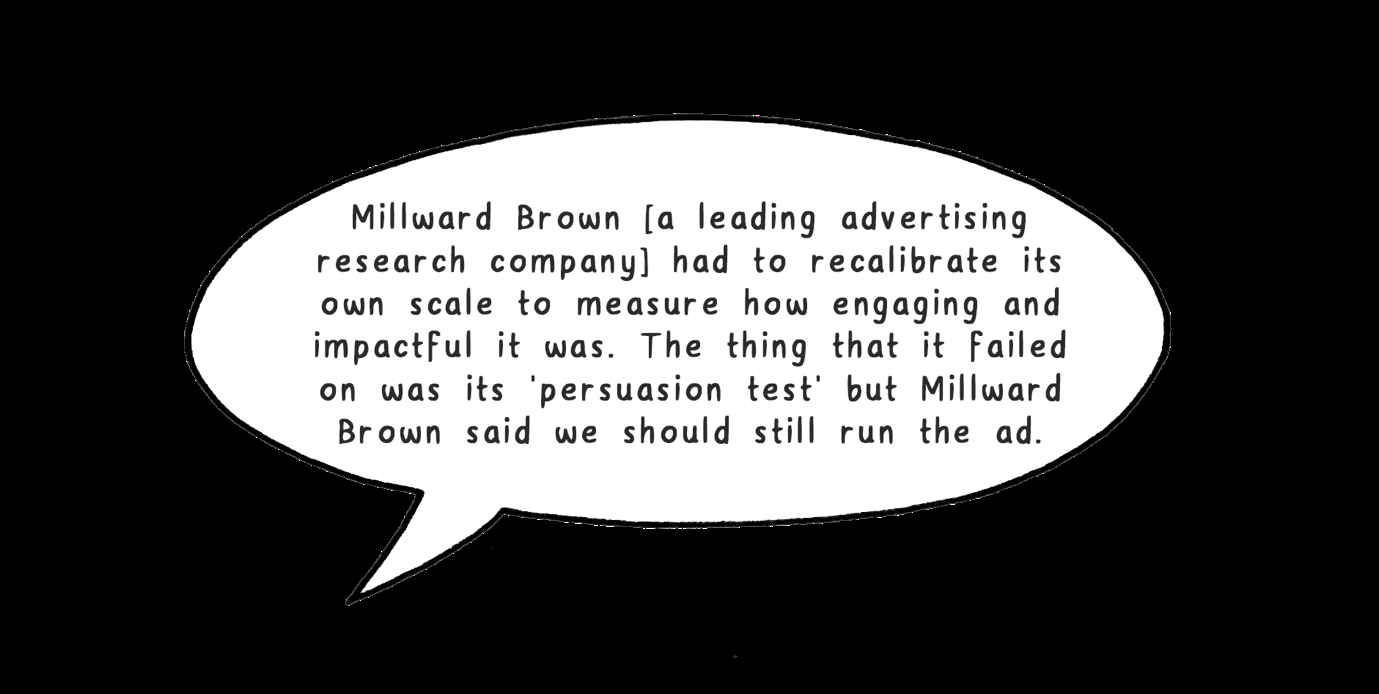 Millward Brown [a leading advertising
research company] had to recalibrate its
own scale to measure how engaging and
impactful it was. The thing that it failed
on was its 'persuasion test' but Millward
Brown said we should still run the ad.